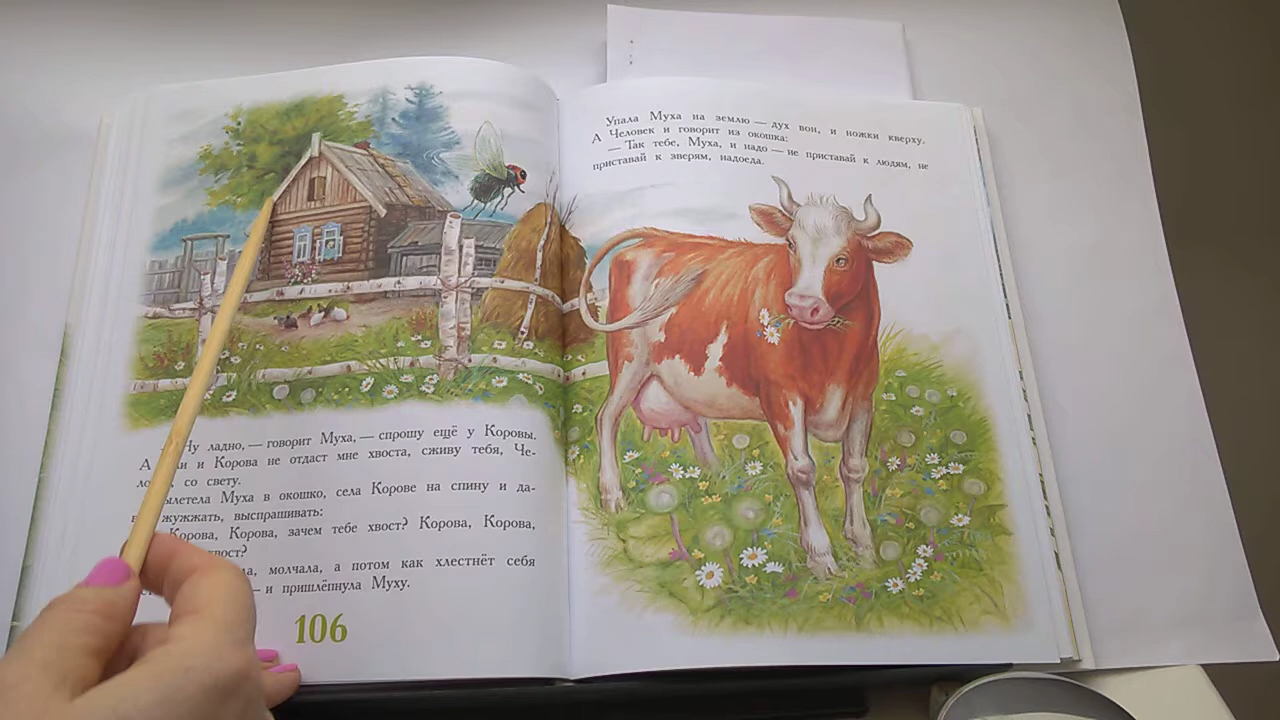 Ну ладно, — говорит Муха, — спрошу ещё у Коровы.
А и Корова не отдаст мне хвоста, сживу тебя, Че-
со свету.
Муха в окошко, села Корове на спину и да-
жужжать, выспрашивать:
Корова, Корова, зачем тебе хвост? Корова, Корова,
хвост?
молчала, а потом как хлестнёт себя
— и пришлёпнула Муху.
106
Упала Муха на землю — дух вон, и ножки кверху.
А Человек и говорит из окошка:
— Так тебе, Муха, и надо — не приставай к людям, не
приставай к зверям, надоеда.